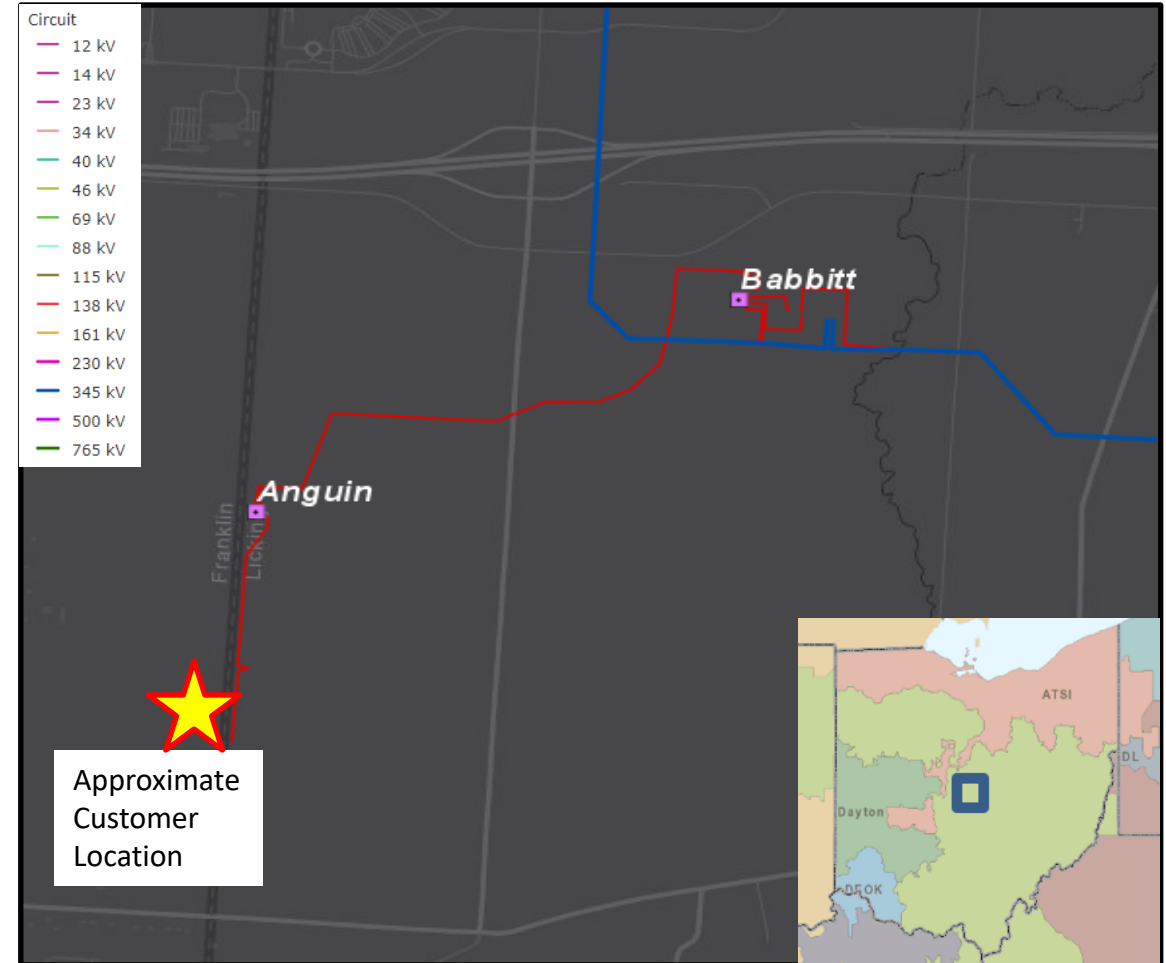 Circuit
12 kV
14 kV
23 kV
34 kV
40 kV
46 kV
69 kV
88 kV
115 kV
138 kV
161 kV
230 kV
345 kV
500 kV
765 kV
Babbitt
Anguin
Franklin
Approximate
Customer
Location
ATSI
DL
Dayton
DEOK